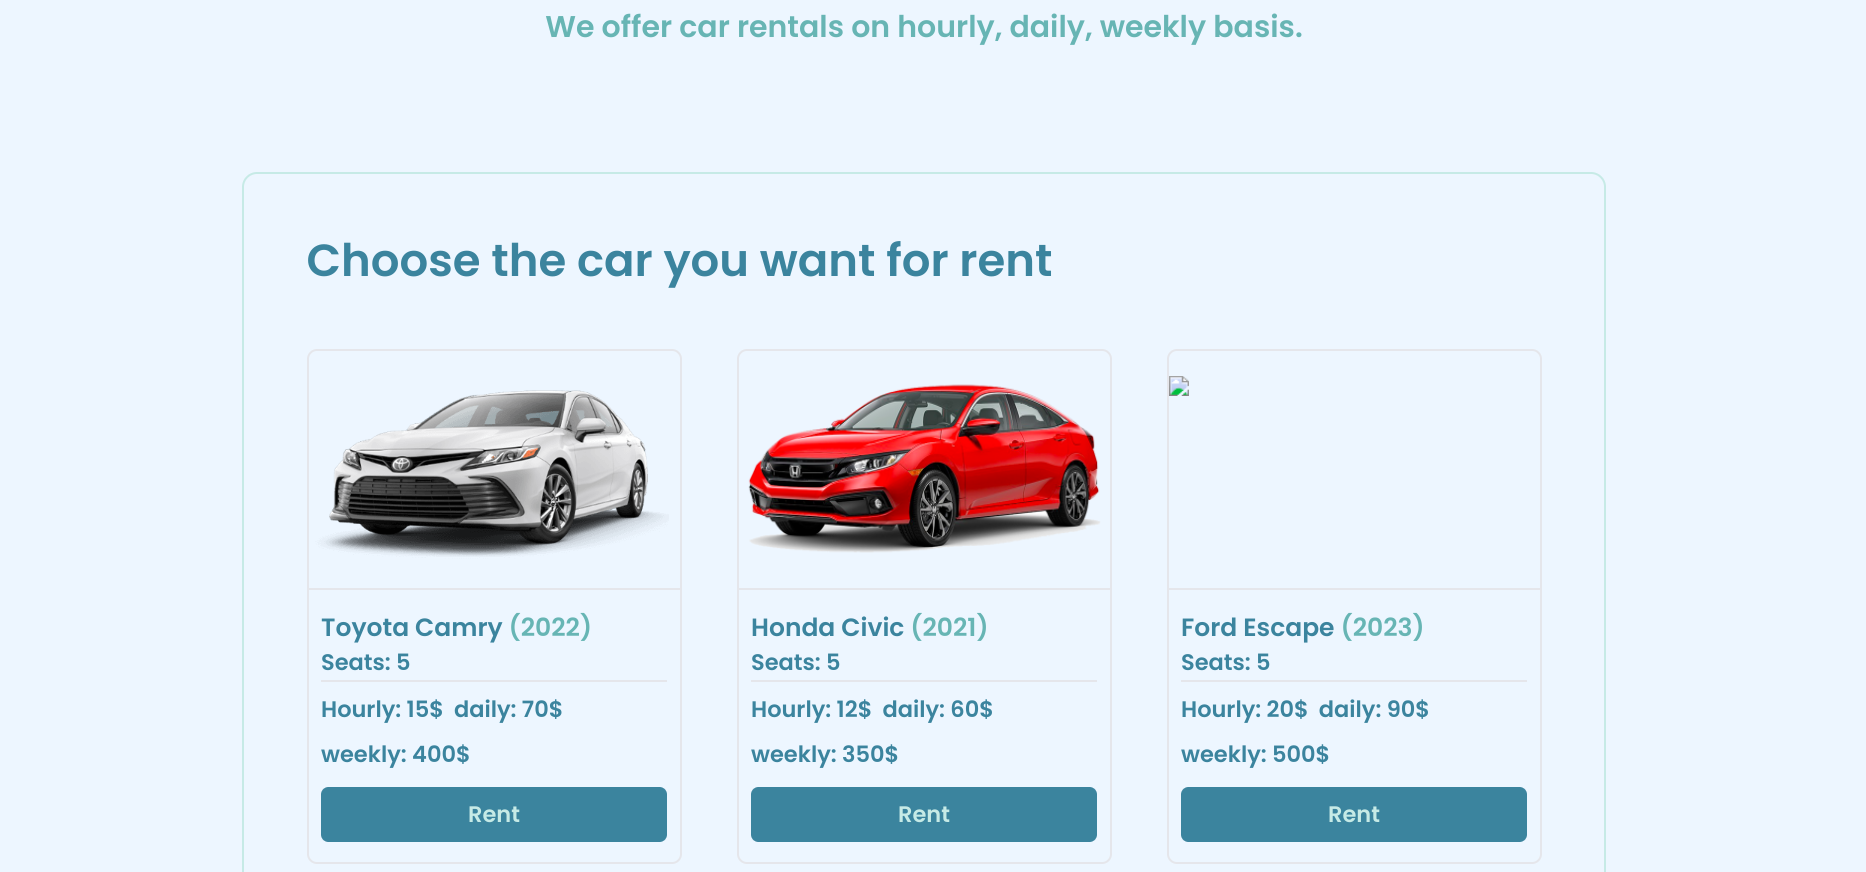 We offer car rentals on hourly, daily, weekly basis.
Choose the car you want for rent
Toyota Camry (2022)
Seats: 5
Hourly: 15$ daily: 70$
weekly: 400$
Rent
Honda Civic (2021)
Seats: 5
Hourly: 12$ daily: 60$
weekly: 350$
Rent
Ford Escape (2023)
Seats: 5
Hourly: 20$ daily: 90$
weekly: 500$
Rent